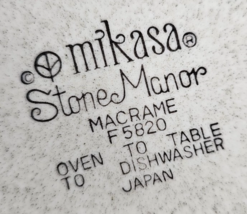 © mikasa®
Stone Manor
MACRAME
F5820
OVEN TO TABLE
TO DISHWASHER
JAPAN